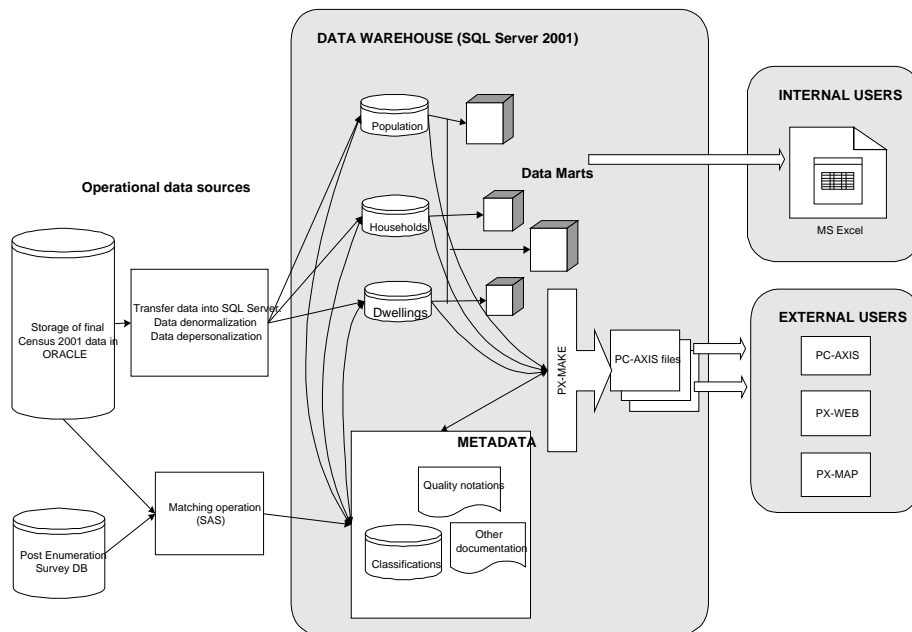 DATA WAREHOUSE (SQL Server 2001)
INTERNAL USERS
Population
Operational data sources
Data Marts
MS Excel
Households
Storage of final
Census 2001 data in
ORACLE
Transfer data into SQL Server.
Data denormalization
Data depersonalization
Dwellings
PX-MAKE
PC-AXIS files
EXTERNAL USERS
PC-AXIS
PX-WEB
PX-MAP
METADATA
Quality notations
Matching operation
(SAS)
Other
documentation
Classifications
Post Enumeration
Survey DB